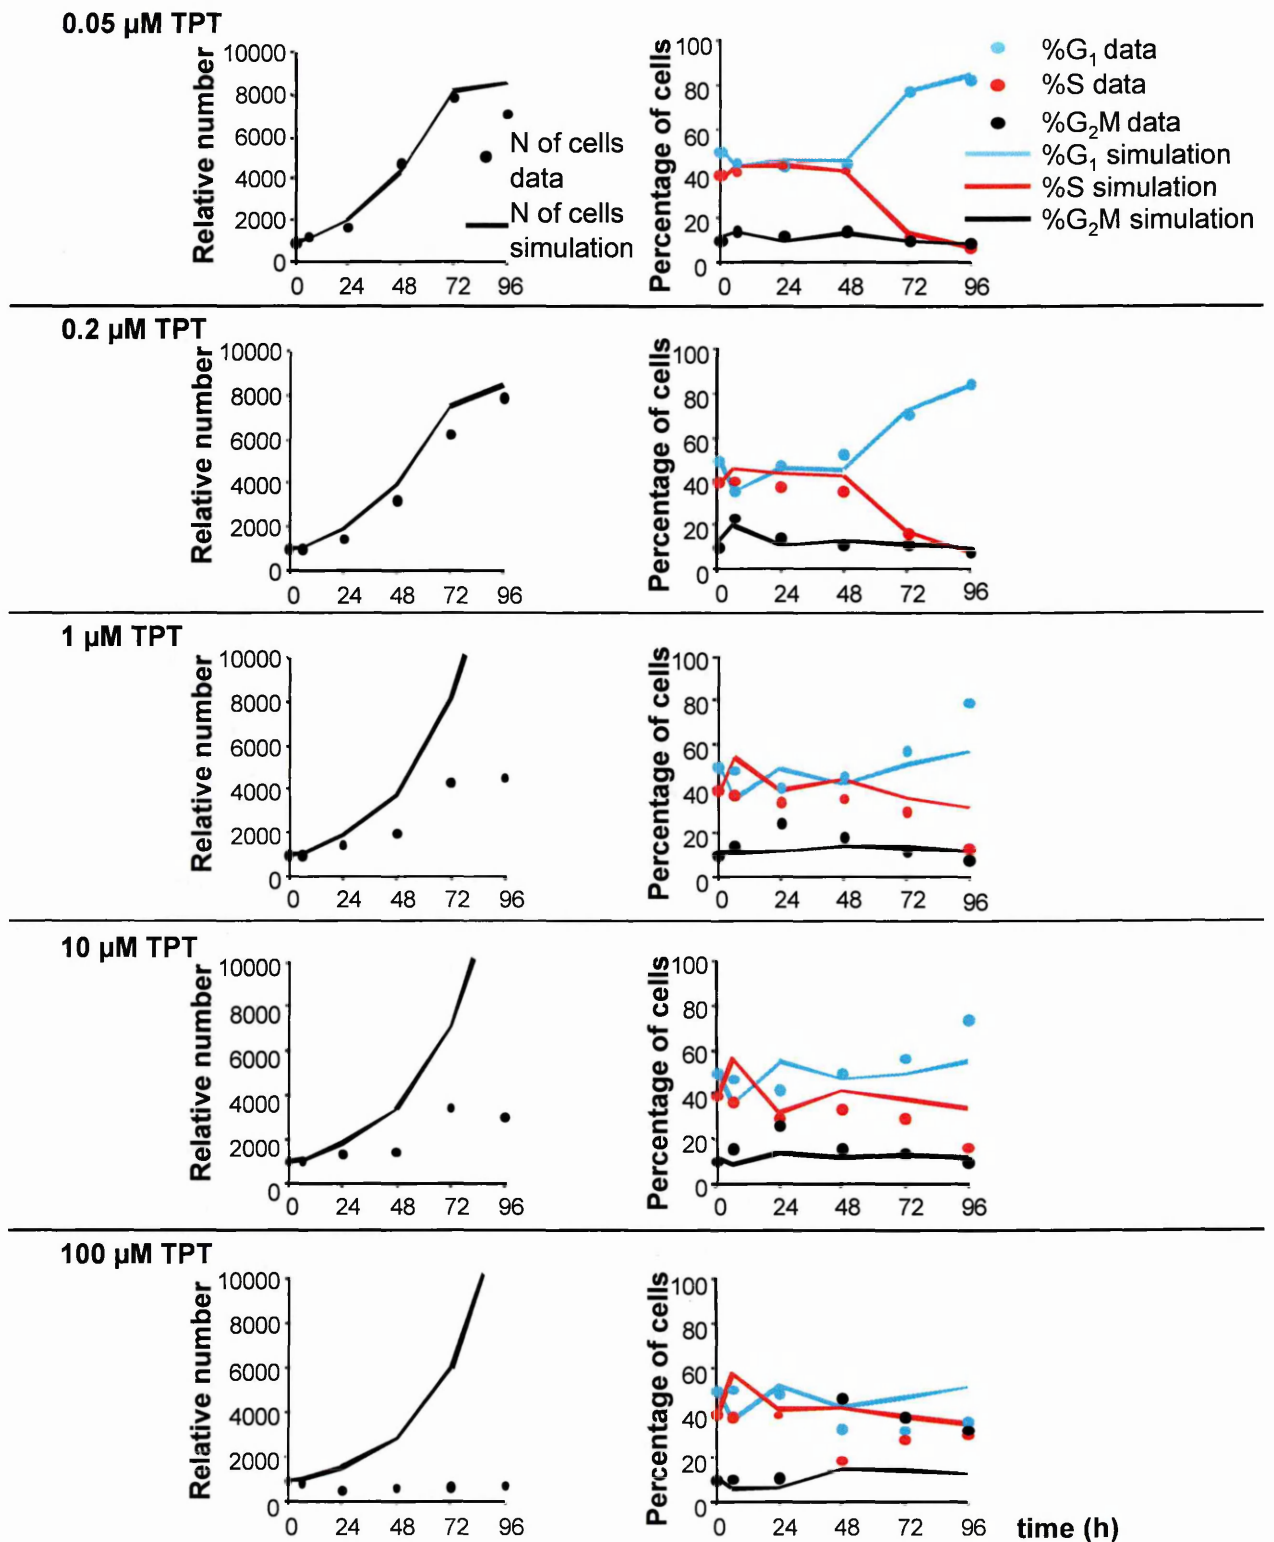 0.05 µM TPT
Relative number
10000
8000
6000
4000
2000
0
0 24 48 72 96
N of cells
data
N of cells
simulation
Percentage of cells
100
80
60
40
20
0
0 24 48 72 96
%G₁ data
%S data
%G₂M data
%G₁ simulation
%S simulation
%G₂M simulation
0.2 µM TPT
Relative number
10000
8000
6000
4000
2000
0
0 24 48 72 96
Percentage of cells
100
80
60
40
20
0
0 24 48 72 96
1 µM TPT
Relative number
10000
8000
6000
4000
2000
0
0 24 48 72 96
Percentage of cells
100
80
60
40
20
0
0 24 48 72 96
10 µM TPT
Relative number
10000
8000
6000
4000
2000
0
0 24 48 72 96
Percentage of cells
100
80
60
40
20
0
0 24 48 72 96
100 µM TPT
Relative number
10000
8000
6000
4000
2000
0
0 24 48 72 96
Percentage of cells
100
80
60
40
20
0
0 24 48 72 96 time (h)